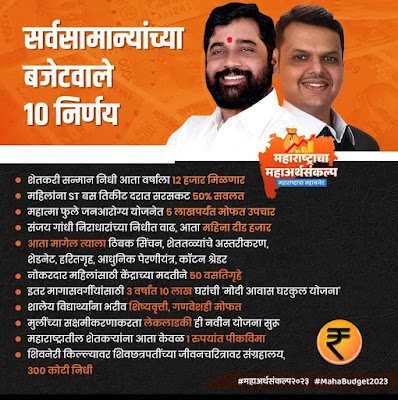 सर्वसामान्यांच्या
बजेटवाले
10 निर्णय
महाराष्ट्राचा
महाअर्थसंकल्प
महाराष्ट्राचा महाबजेट
शेतकरी सन्मान निधी आता वर्षाला 12 हजार मिळणार
महिलांना ST बस तिकीट दरात सरसकट 50% सवलत
महात्मा फुले जनआरोग्य योजनेत 5 लाखपर्यंत मोफत उपचार
संजय गांधी निराधारांच्या निधीत वाढ, आता महिना दीड हजार
आता मागेल त्याला ठिबक सिंचन, शेततळ्यांचे अस्तरीकरण,
शेडनेट, हरितगृह, आधुनिक पेरणीयंत्र, कॉटन श्रेडर
नोकरदार महिलांसाठी केंद्राच्या मदतीने 50 वसतिगृहे
इतर मागासवर्गीयांसाठी 3 वर्षांत 10 लाख घरांची 'मोदी आवास घरकुल योजना'
शालेय विद्यार्थ्यांना भरीव शिष्यवृत्ती, गणवेशही मोफत
मुलींच्या सक्षमीकरणाकरता लेकलाडकी ही नवीन योजना सुरू
महाराष्ट्रातील शेतकऱ्यांना आता केवळ 1 रुपयांत पीकविमा
शिवनेरी किल्ल्यावर शिवछत्रपतींच्या जीवनचरित्रावर संग्रहालय,
300 कोटी निधी
#महाअर्थसंकल्प२०२३ #MahaBudget2023